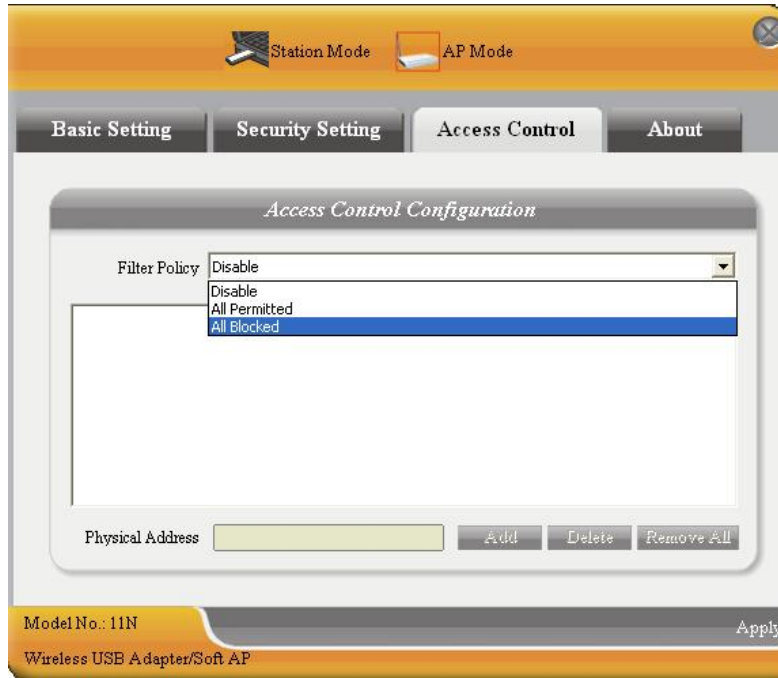 Station Mode AP Mode
Basic Setting Security Setting Access Control About
Access Control Configuration
Filter Policy Disable
Disable
All Permitted
All Blocked
Physical Address Add Delete Remove All
Model No.: 11N
Apply
Wireless USB Adapter/Soft AP